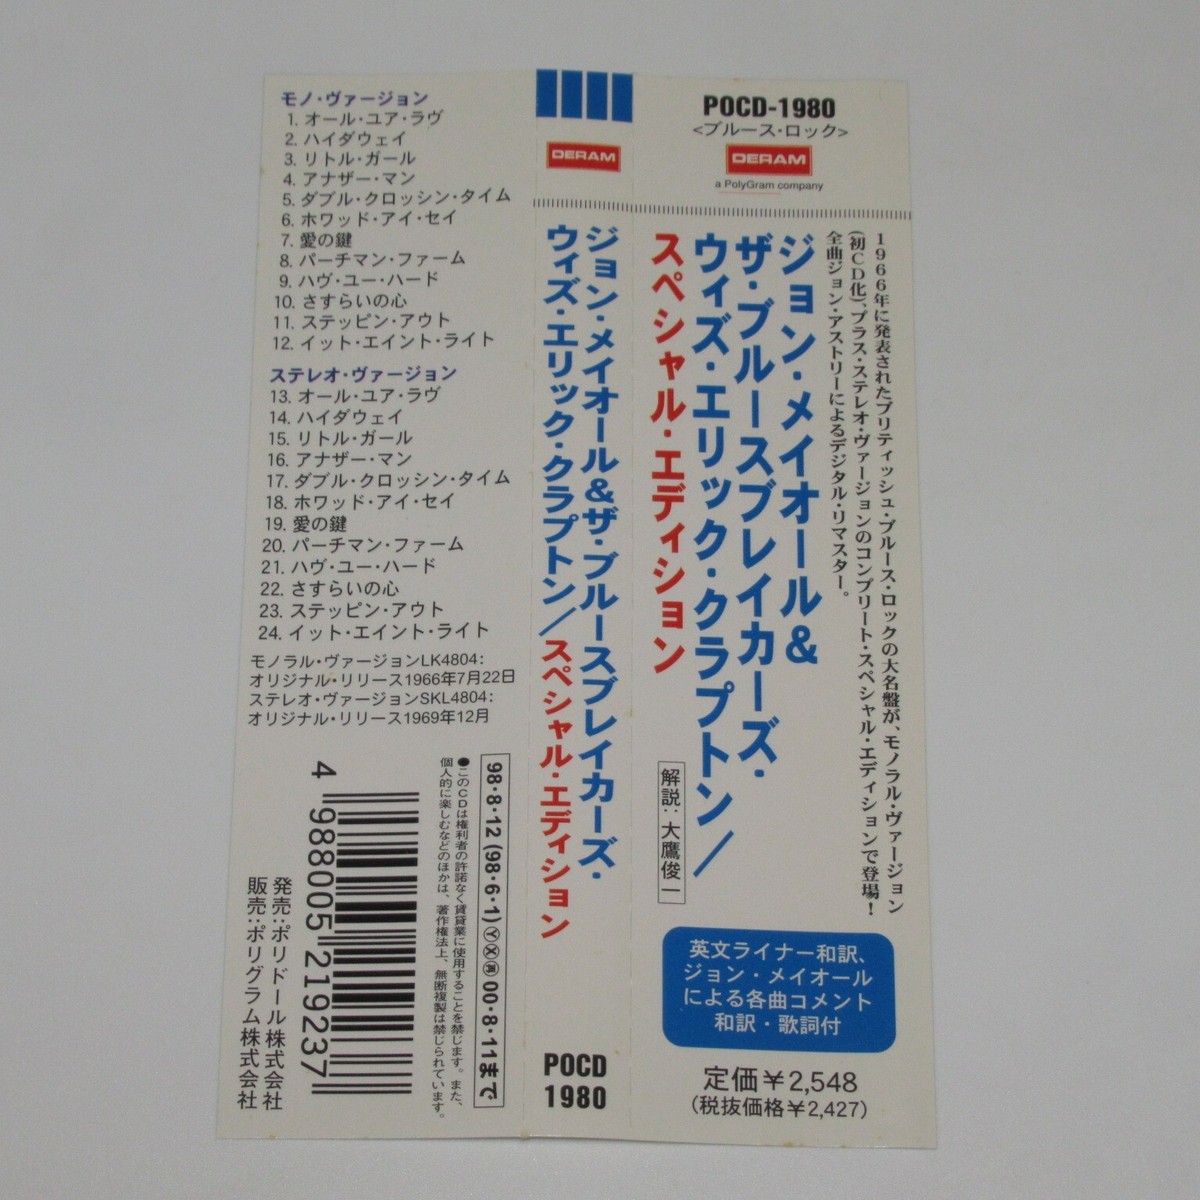 モノ・ヴァージョン
1. オール・ユア・ラヴ
2. ハイダウェイ
3. リトル・ガール
4. アナザー・マン
5. ダブル・クロッシン・タイム
6. ホワッド・アイ・セイ
7. 愛の鍵
8. パーチマン・ファーム
9. ハヴ・ユー・ハード
10. さすらいの心
11. ステッピン・アウト
12. イット・エイント・ライト
ステレオ・ヴァージョン
13. オール・ユア・ラヴ
14. ハイダウェイ
15. リトル・ガール
16. アナザー・マン
17. ダブル・クロッシン・タイム
18. ホワッド・アイ・セイ
19. 愛の鍵
20. パーチマン・ファーム
21. ハヴ・ユー・ハード
22. さすらいの心
23. ステッピン・アウト
24. イット・エイント・ライト
モノラル・ヴァージョンLK4804:
オリジナル・リリース1966年7月22日
ステレオ・ヴァージョンSKL4804:
オリジナル・リリース1969年12月
98・8・12 (98・6・1) Ⓨ Ⓧ ㊞ 00・8・11まで
●このCDは権利者の許諾なく賃貸業に使用することを禁じます。また、
個人的に楽しむなどのほかは、著作権法上、無断複製は禁じられています。
4 988005 219237
発売:ポリドール株式会社
販売:ポリグラム株式会社
DERAM
ジョン・メイオール&ザ・ブルースブレイカーズ・
ウィズ・エリック・クラプトン/スペシャル・エディション
POCD
1980
POCD-1980
<ブルース・ロック>
DERAM
a PolyGram company
1966年に発表されたブリティッシュ・ブルース・ロックの大名盤が、モノラル・ヴァージョン
(初CD化)、プラス・ステレオ・ヴァージョンのコンプリート・スペシャル・エディションで登場!
全曲ジョン・アストリーによるデジタル・リマスター。
ジョン・メイオール&
ザ・ブルースブレイカーズ・
ウィズ・エリック・クラプトン/
スペシャル・エディション
解説:大鷹俊一
英文ライナー和訳、
ジョン・メイオール
による各曲コメント
和訳・歌詞付
定価¥2,548
(税抜価格¥2,427)